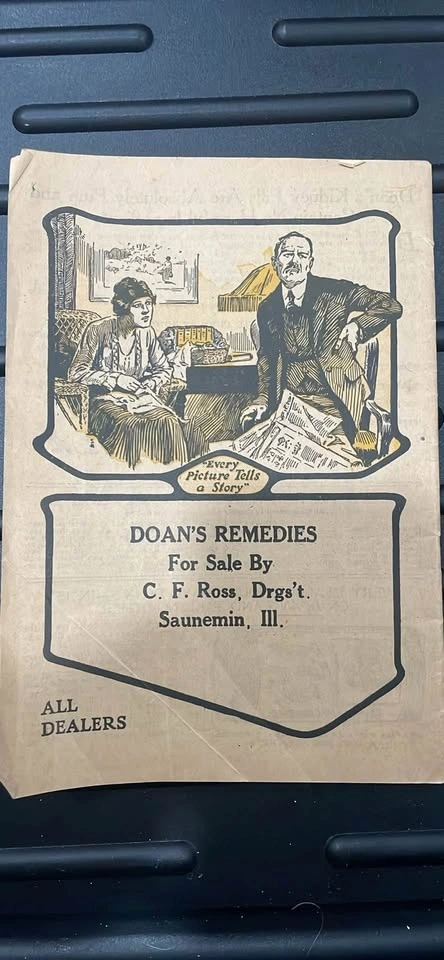 "Every
Picture Tells
a Story"
DOAN'S REMEDIES
For Sale By
C. F. Ross, Drgs't.
Saunemin, Ill.
ALL
DEALERS